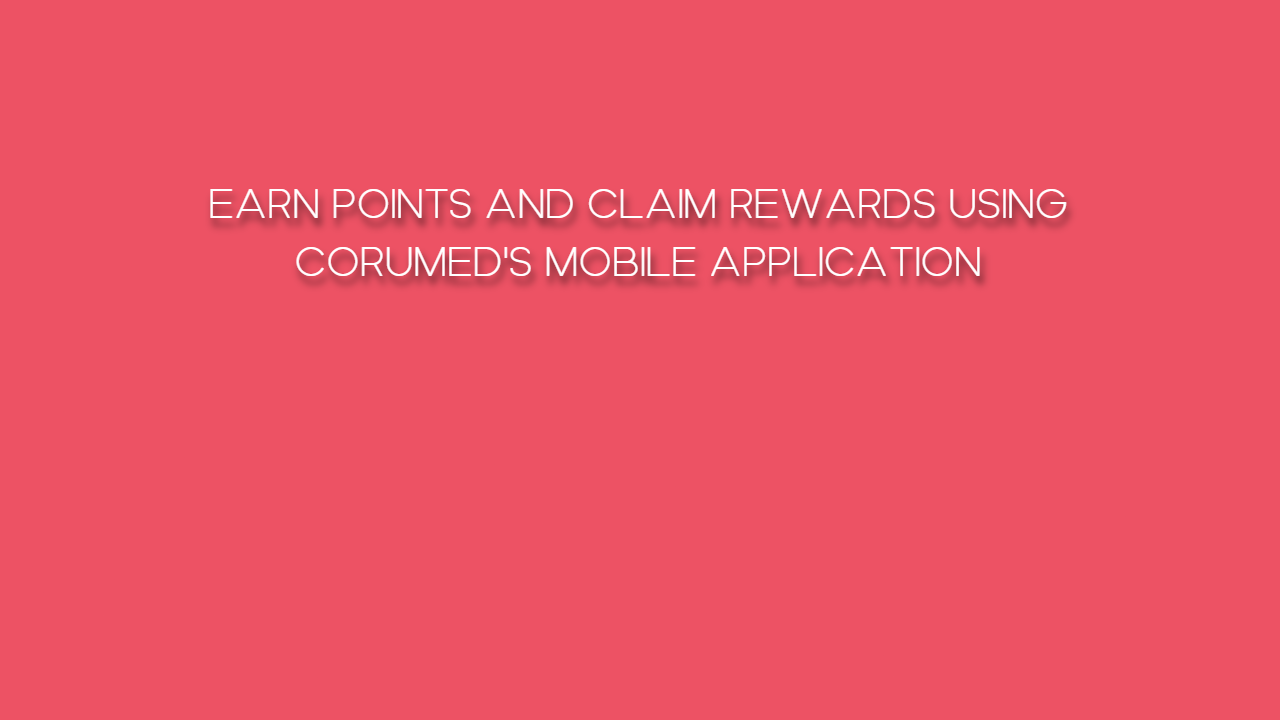 EARN POINTS AND CLAIM REWARDS USING
CORUMED'S MOBILE APPLICATION